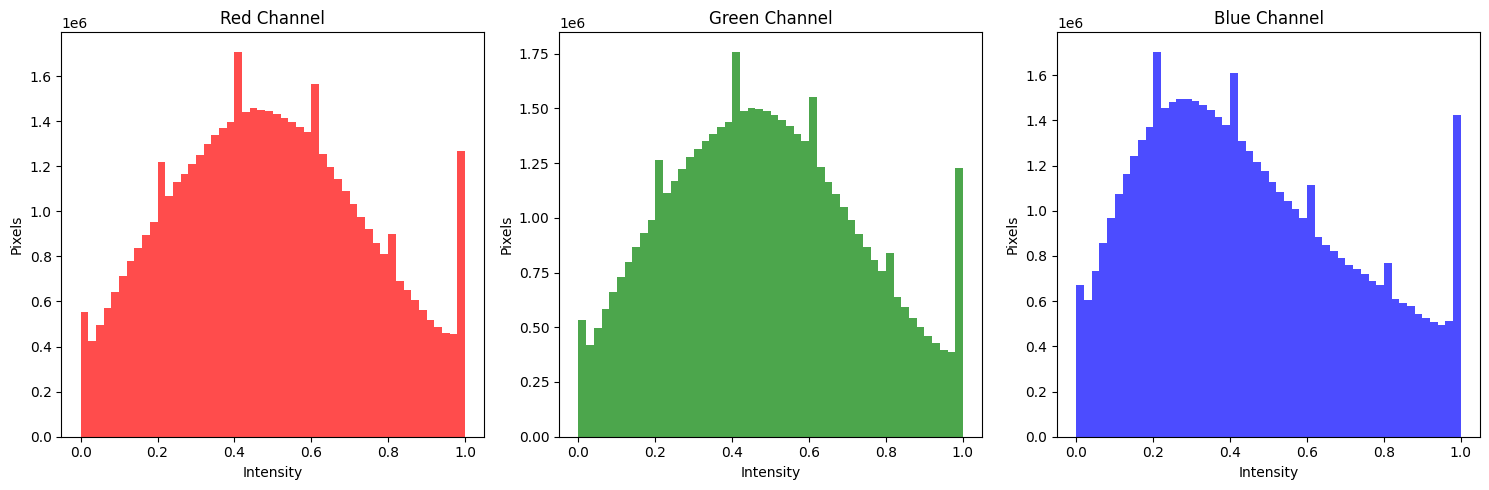 Red Channel
1e6
1.6
1.4
1.2
1.0
0.8
0.6
0.4
0.2
0.0
Pixels
0.0 0.2 0.4 0.6 0.8 1.0
Intensity
Green Channel
1e6
1.75
1.50
1.25
1.00
0.75
0.50
0.25
0.00
Pixels
0.0 0.2 0.4 0.6 0.8 1.0
Intensity
Blue Channel
1e6
1.6
1.4
1.2
1.0
0.8
0.6
0.4
0.2
0.0
Pixels
0.0 0.2 0.4 0.6 0.8 1.0
Intensity